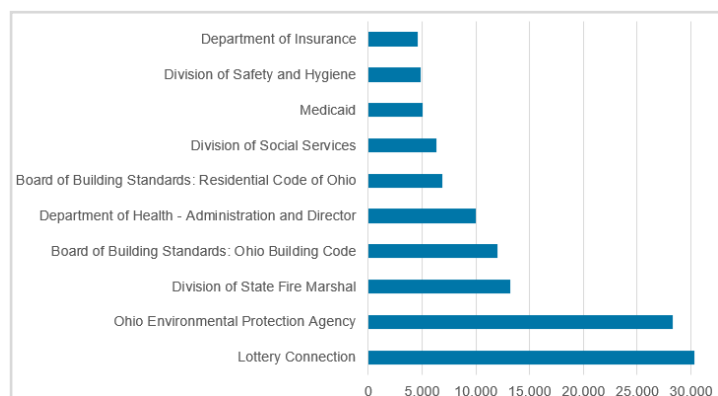 Department of Insurance
Division of Safety and Hygiene
Medicaid
Division of Social Services
Board of Building Standards: Residential Code of Ohio
Department of Health - Administration and Director
Board of Building Standards: Ohio Building Code
Division of State Fire Marshal
Ohio Environmental Protection Agency
Lottery Connection
0 5.000 10.000 15.000 20.000 25.000 30.000